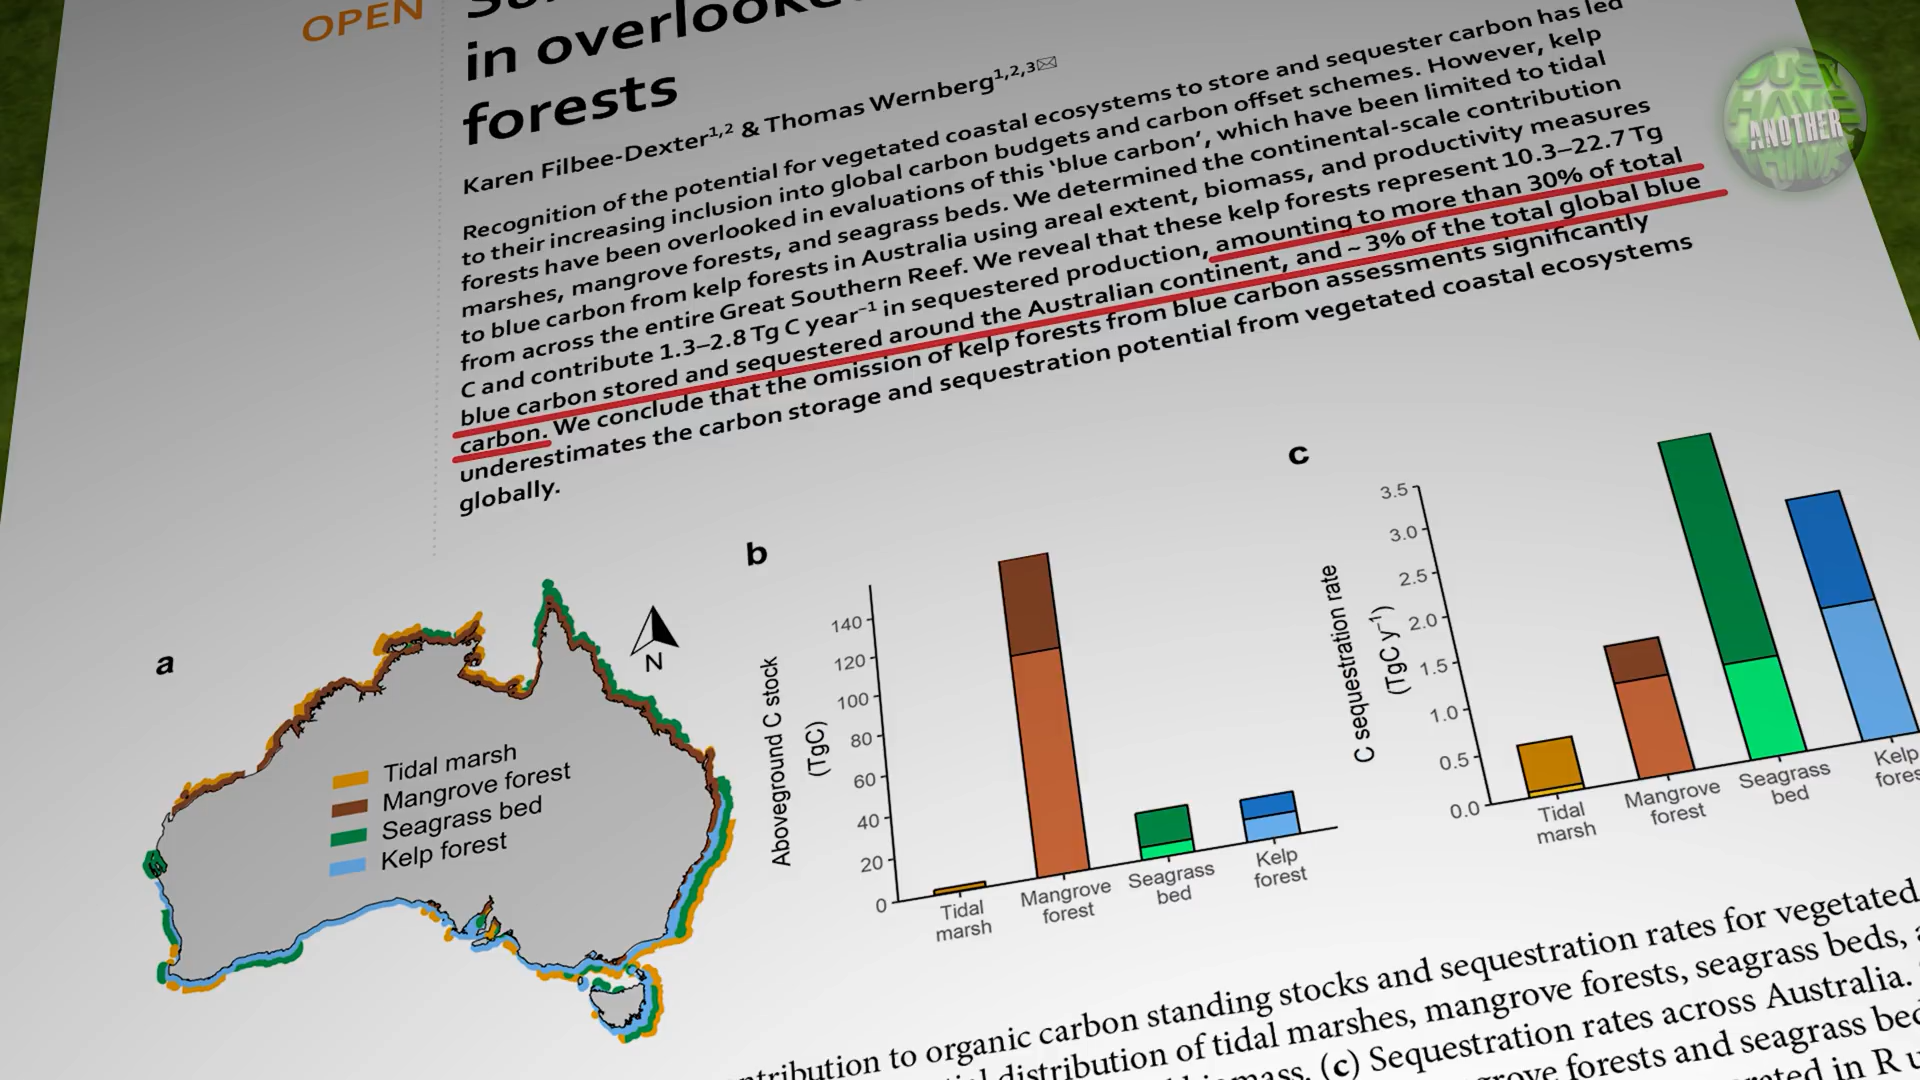 OPEN
in overlooked
forests
Karen Filbee-Dexter1,2 & Thomas Wernberg1,2,3✉
Recognition of the potential for vegetated coastal ecosystems to store and sequester carbon has led
to their increasing inclusion into global carbon budgets and carbon offset schemes. However, kelp
forests have been overlooked in evaluations of this ‘blue carbon’, which have been limited to tidal
marshes, mangrove forests, and seagrass beds. We determined the continental-scale contribution
to blue carbon from kelp forests in Australia using areal extent, biomass, and productivity measures
from across the entire Great Southern Reef. We reveal that these kelp forests represent 10.3–22.7 Tg
C and contribute 1.3–2.8 Tg C year−1 in sequestered production, amounting to more than 30% of total
blue carbon stored and sequestered around the Australian continent, and ~ 3% of the total global blue
carbon. We conclude that the omission of kelp forests from blue carbon assessments significantly
underestimates the carbon storage and sequestration potential from vegetated coastal ecosystems
globally.
JUST
HAVE
ANOTHER
THINK
a
N
Tidal marsh
Mangrove forest
Seagrass bed
Kelp forest
b
Aboveground C stock
(TgC)
140
120
100
80
60
40
20
0
Tidal
marsh
Mangrove
forest
Seagrass
bed
Kelp
forest
c
C sequestration rate
(TgC y−1)
3.5
3.0
2.5
2.0
1.5
1.0
0.5
0.0
Tidal
marsh
Mangrove
forest
Seagrass
bed
Kelp
fores
ntribution to organic carbon standing stocks and sequestration rates for vegetated
distribution of tidal marshes, mangrove forests, seagrass beds, a
(c) Sequestration rates across Australia.
forests and seagrass bed
in R